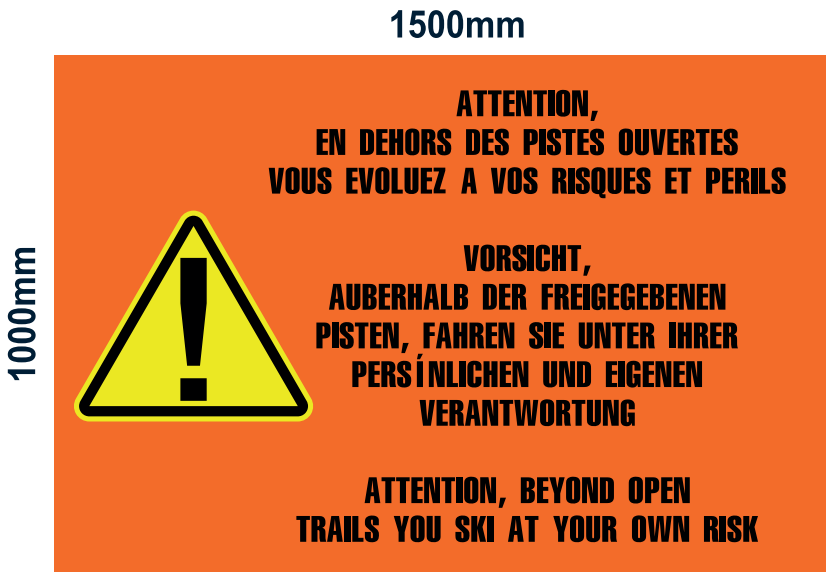 1500mm
1000mm
ATTENTION,
EN DEHORS DES PISTES OUVERTES
VOUS EVOLUEZ A VOS RISQUES ET PERILS
!
VORSICHT,
AUBERHALB DER FREIGEGEBENEN
PISTEN, FAHREN SIE UNTER IHRER
PERSÍNLICHEN UND EIGENEN
VERANTWORTUNG
ATTENTION, BEYOND OPEN
TRAILS YOU SKI AT YOUR OWN RISK